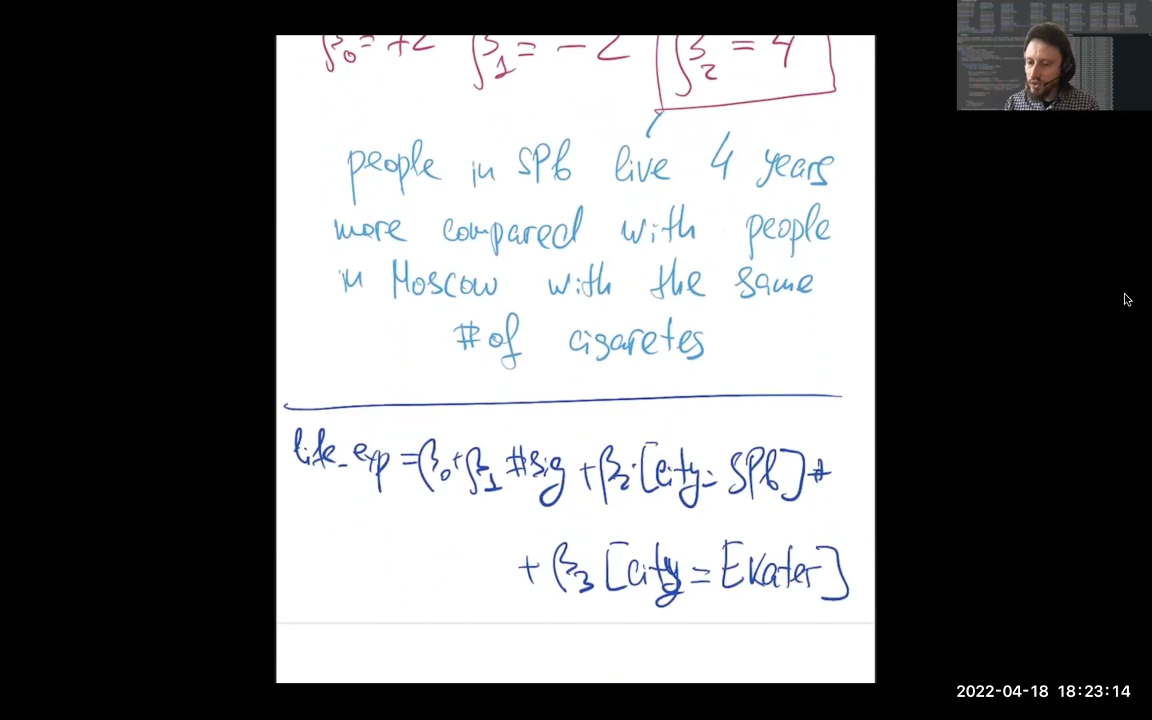 β₀ = +2 β₁ = −2 β₂ = 4
people in SPb live 4 years
more compared with people
in Moscow with the same
# of cigaretes
life_exp = β₀ + β₁ #sig + β₂·[city = SPb] +
+ β₃ [city = Ekater]
2022-04-18 18:23:14